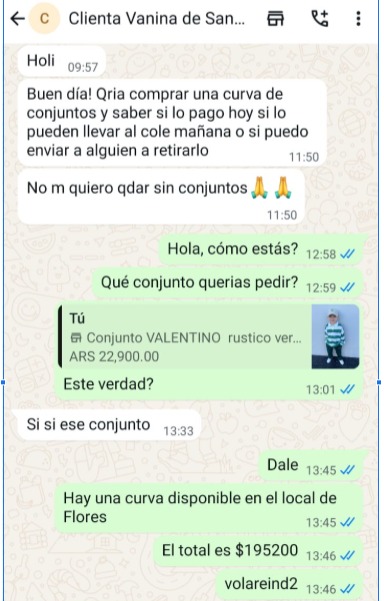 C Clienta Vanina de San...
Holi 09:57
Buen día! Qria comprar una curva de
conjuntos y saber si lo pago hoy si lo
pueden llevar al cole mañana o si puedo
enviar a alguien a retirarlo
11:50
No m quiero qdar sin conjuntos🙏🙏
11:50
Hola, cómo estás? 12:58
Qué conjunto querias pedir? 12:59
Tú
Conjunto VALENTINO rustico ver...
ARS 22,900.00
Este verdad? 13:01
Si si ese conjunto 13:33
Dale 13:45
Hay una curva disponible en el local de
Flores 13:45
El total es $195200 13:46
volareind2 13:46